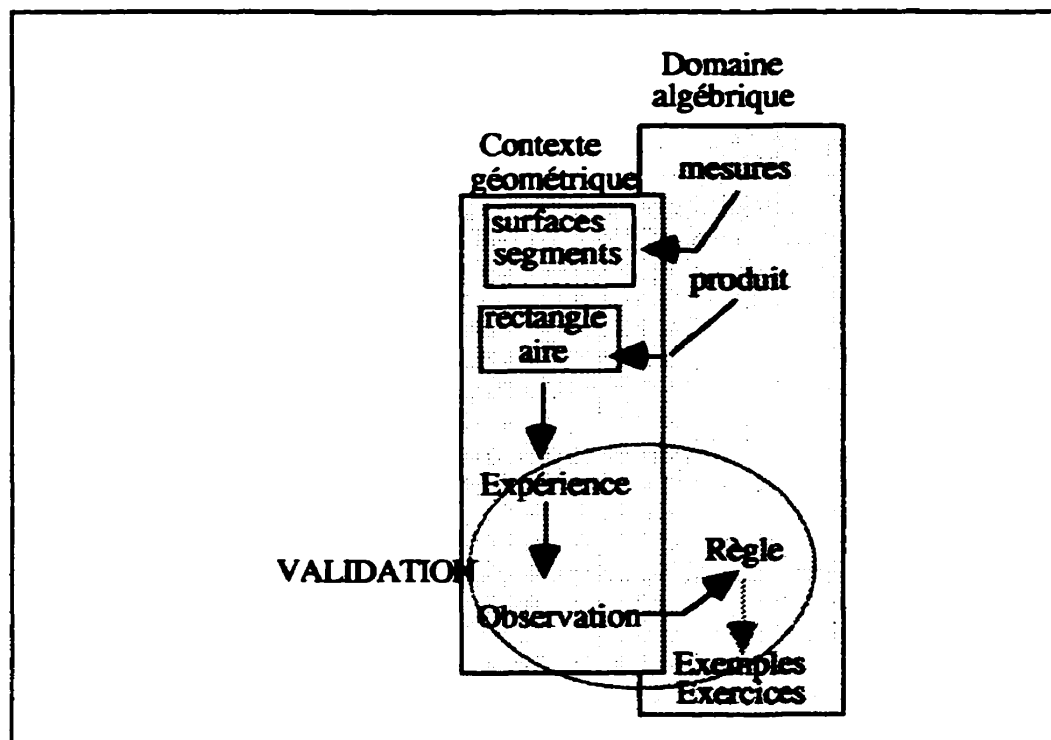 Domaine
algébrique
Contexte
géométrique
mesures
surfaces
segments
produit
rectangle
aire
Expérience
Règle
VALIDATION
Observation
Exemples
Exercices